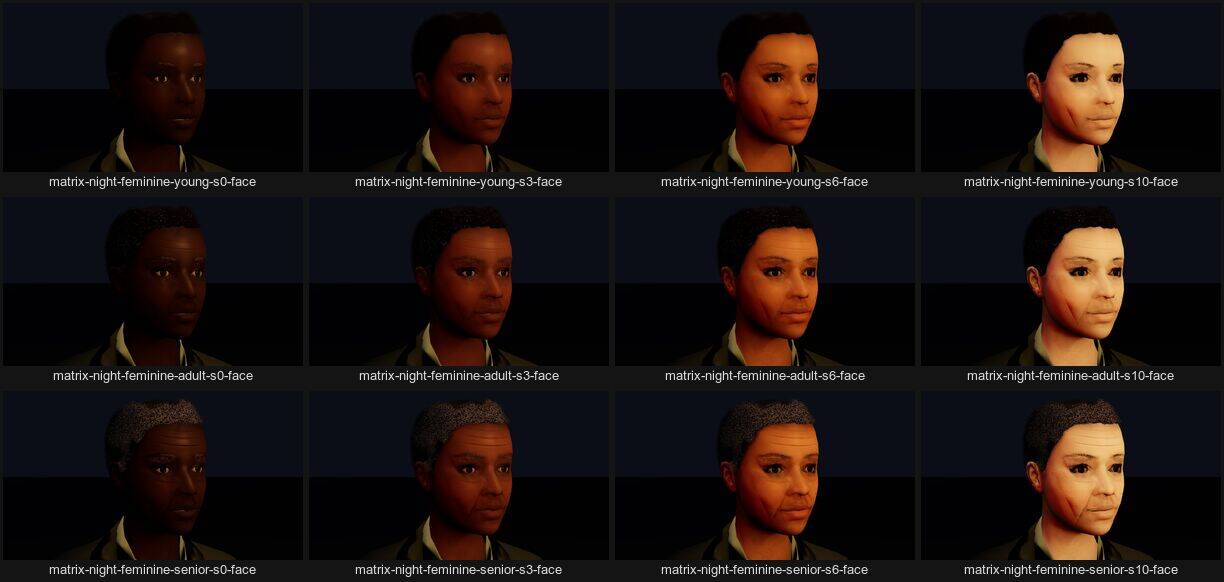 matrix-night-feminine-young-s0-face
matrix-night-feminine-young-s3-face
matrix-night-feminine-young-s6-face
matrix-night-feminine-young-s10-face
matrix-night-feminine-adult-s0-face
matrix-night-feminine-adult-s3-face
matrix-night-feminine-adult-s6-face
matrix-night-feminine-adult-s10-face
matrix-night-feminine-senior-s0-face
matrix-night-feminine-senior-s3-face
matrix-night-feminine-senior-s6-face
matrix-night-feminine-senior-s10-face